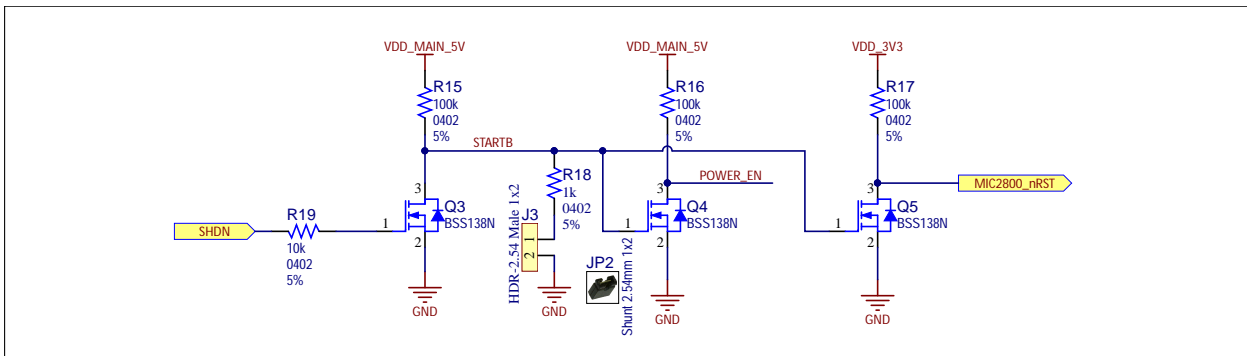 VDD_MAIN_5V
VDD_MAIN_5V
VDD_3V3
R15
100k
0402
5%
R16
100k
0402
5%
R17
100k
0402
5%
STARTB
R18
1k
0402
5%
POWER_EN
MIC2800_nRST
3
Q3
BSS138N
1
2
3
Q4
BSS138N
1
2
3
Q5
BSS138N
1
2
SHDN
R19
10k
0402
5%
J3
1
2
HDR-2.54 Male 1x2
JP2
Shunt 2.54mm 1x2
GND
GND
GND
GND